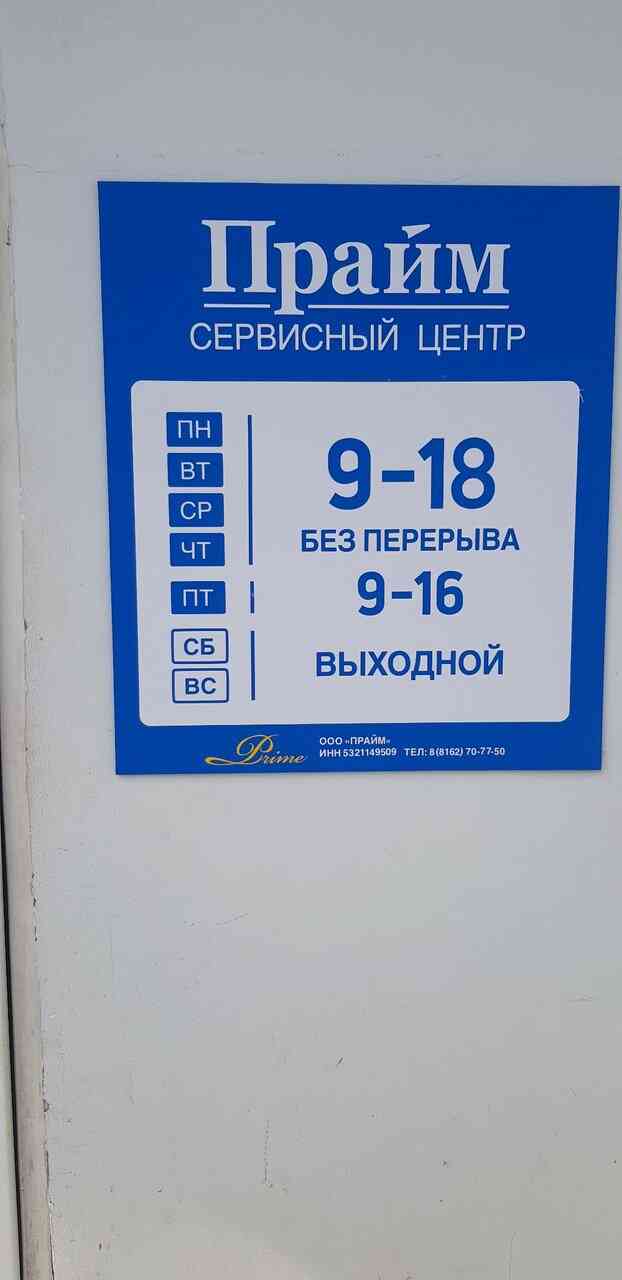 Прайм
СЕРВИСНЫЙ ЦЕНТР
ПН
ВТ
СР
ЧТ
9-18
БЕЗ ПЕРЕРЫВА
ПТ
9-16
СБ
ВС
ВЫХОДНОЙ
Prime
ООО «ПРАЙМ»
ИНН 5321149509 ТЕЛ: 8 (8162) 70-77-50